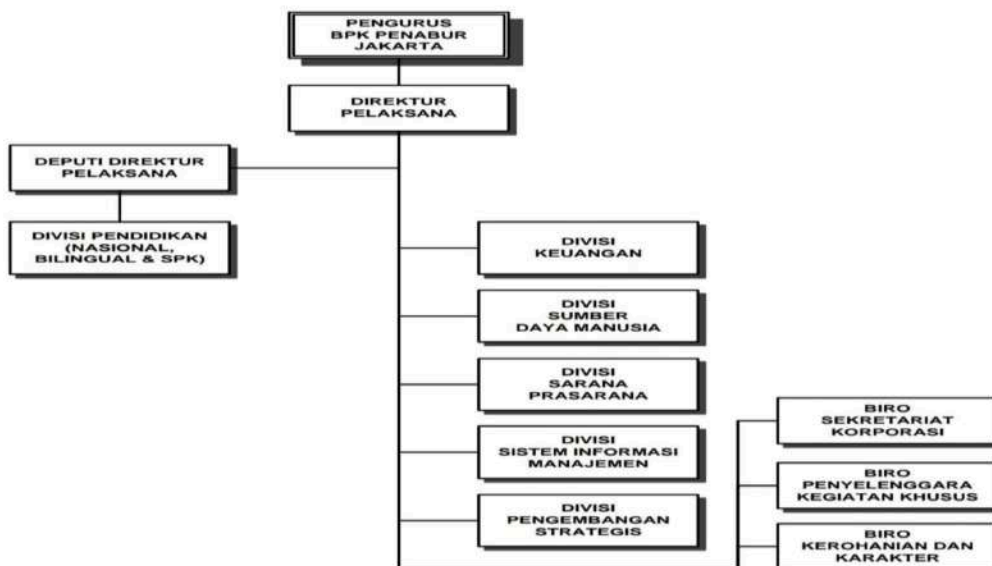 PENGURUS
BPK PENABUR
JAKARTA
DIREKTUR
PELAKSANA
DEPUTI DIREKTUR
PELAKSANA
DIVISI PENDIDIKAN
(NASIONAL,
BILINGUAL & SPK)
DIVISI
KEUANGAN
DIVISI
SUMBER
DAYA MANUSIA
DIVISI
SARANA
PRASARANA
DIVISI
SISTEM INFORMASI
MANAJEMEN
DIVISI
PENGEMBANGAN
STRATEGIS
BIRO
SEKRETARIAT
KORPORASI
BIRO
PENYELENGGARA
KEGIATAN KHUSUS
BIRO
KEROHANIAN DAN
KARAKTER